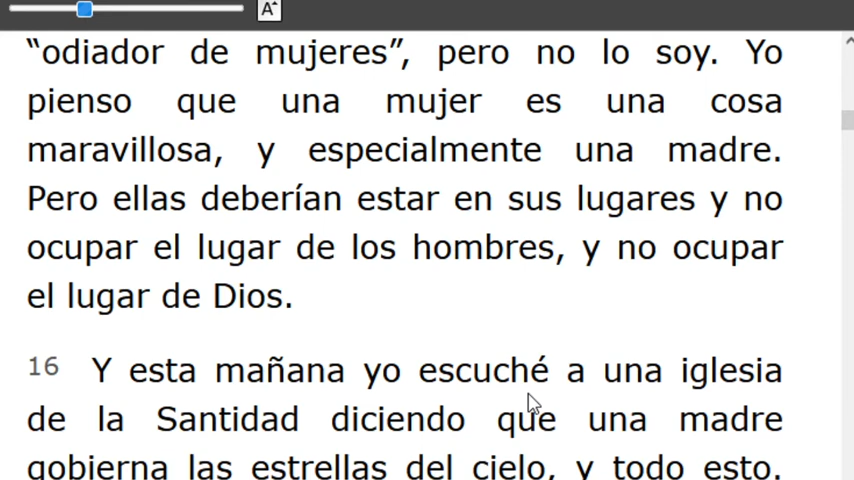 A
“odiador de mujeres”, pero no lo soy. Yo
pienso que una mujer es una cosa
maravillosa, y especialmente una madre.
Pero ellas deberían estar en sus lugares y no
ocupar el lugar de los hombres, y no ocupar
el lugar de Dios.
16 Y esta mañana yo escuché a una iglesia
de la Santidad diciendo que una madre
gobierna las estrellas del cielo, y todo esto.